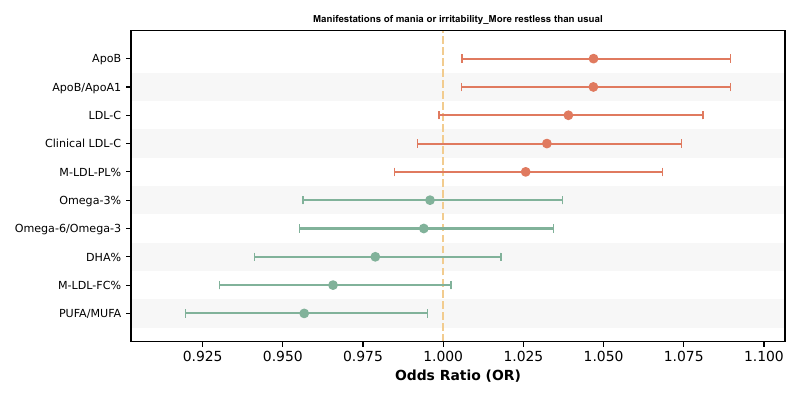 Manifestations of mania or irritability_More restless than usual
ApoB
ApoB/ApoA1
LDL-C
Clinical LDL-C
M-LDL-PL%
Omega-3%
Omega-6/Omega-3
DHA%
M-LDL-FC%
PUFA/MUFA
0.925 0.950 0.975 1.000 1.025 1.050 1.075 1.100
Odds Ratio (OR)